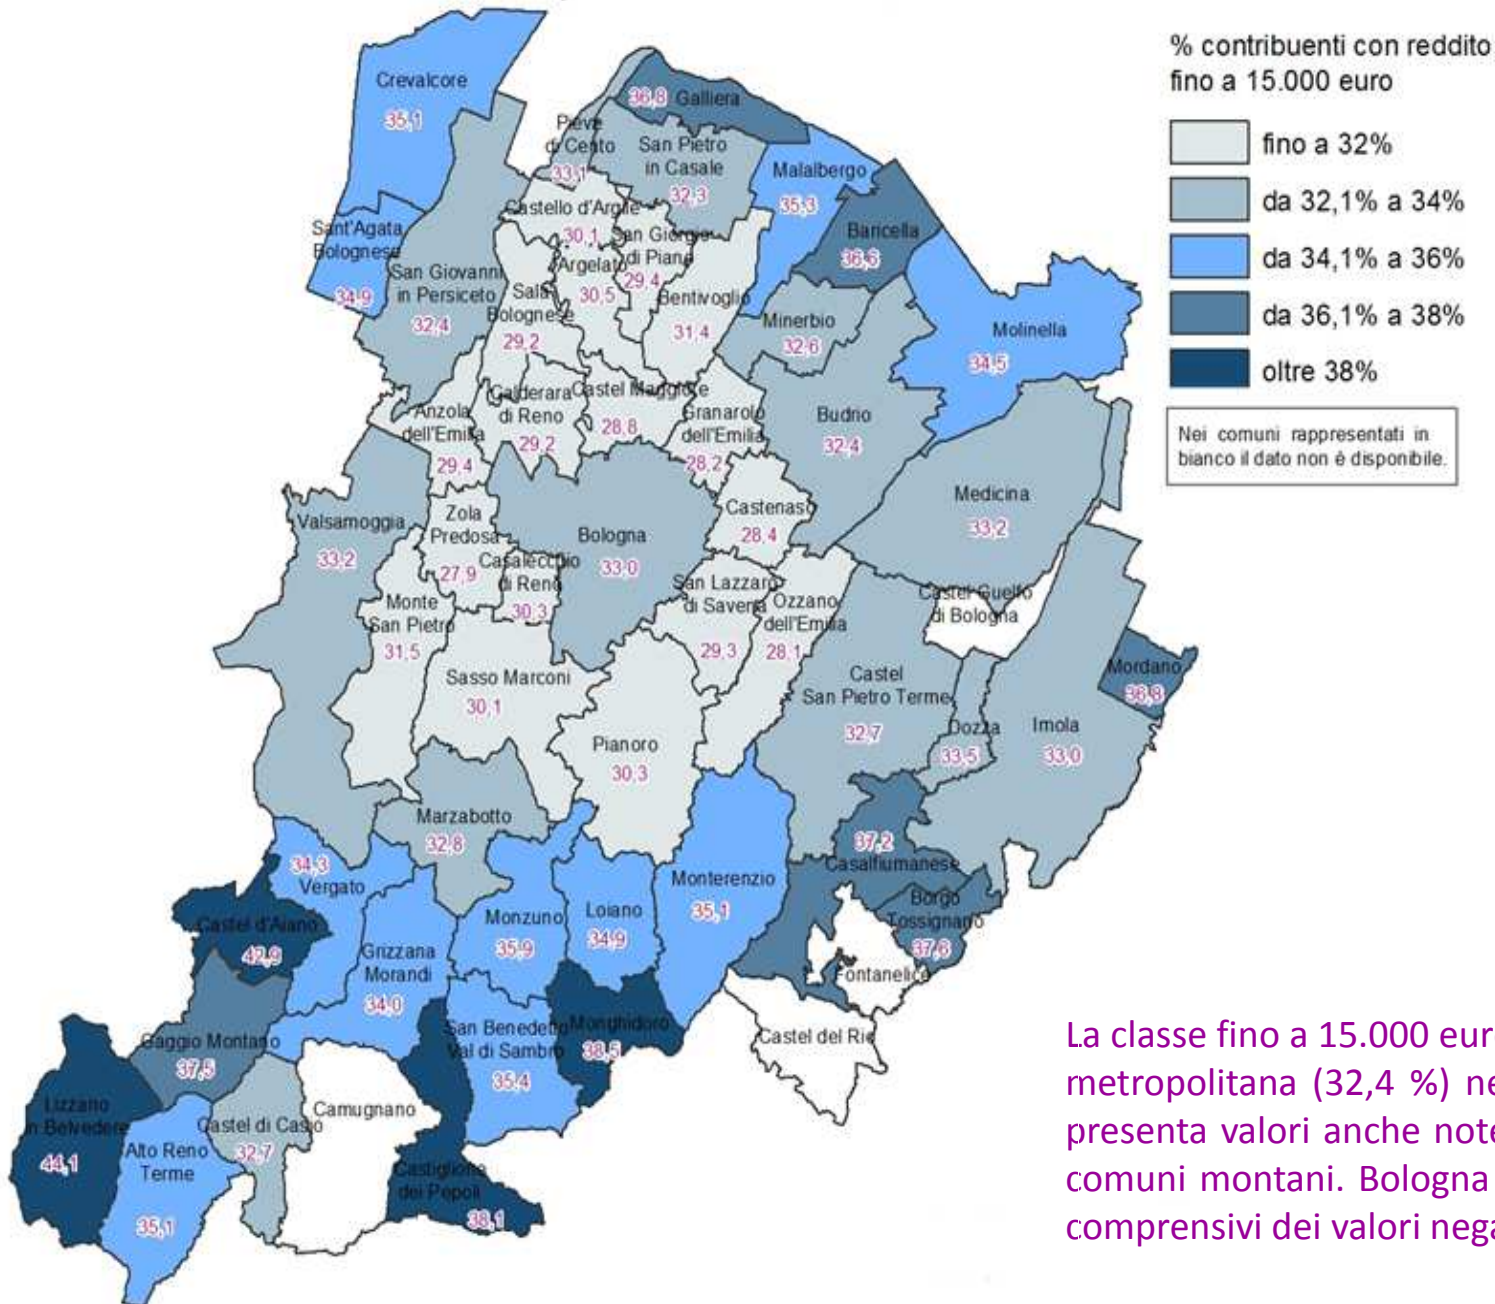 % contribuenti con reddito
fino a 15.000 euro
fino a 32%
da 32,1% a 34%
da 34,1% a 36%
da 36,1% a 38%
oltre 38%
Nei comuni rappresentati in
bianco il dato non è disponibile.
Crevalcore
35,1
36,8
Galliera
Pieve
di Cento
33,1
San Pietro
in Casale
32,3
Malalbergo
35,3
Castello d'Argile
30,1
Sant'Agata
Bolognese
34,9
San Giovanni
in Persiceto
32,4
San Giorgio
di Piano
29,4
Baricella
36,6
Argelato
30,5
Sala
Bolognese
29,2
Bentivoglio
31,4
Minerbio
32,6
Molinella
34,5
Calderara
di Reno
29,2
Castel Maggiore
28,8
Anzola
dell'Emilia
29,4
Granarolo
dell'Emilia
28,2
Budrio
32,4
Medicina
33,2
Valsamoggia
33,2
Zola
Predosa
27,9
Bologna
33,0
Castenaso
28,4
Casalecchio
di Reno
30,3
San Lazzaro
di Savena
29,3
Ozzano
dell'Emilia
28,1
Castel Guelfo
di Bologna
Monte
San Pietro
31,5
Sasso Marconi
30,1
Castel
San Pietro Terme
32,7
Mordano
36,8
Dozza
33,5
Imola
33,0
Pianoro
30,3
Marzabotto
32,8
37,2
Casalfiumanese
34,3
Vergato
Monterenzio
35,1
Borgo
Tossignano
37,6
Castel d'Aiano
42,9
Monzuno
35,9
Loiano
34,9
Grizzana
Morandi
34,0
Fontanelice
Gaggio Montano
37,5
San Benedetto
Val di Sambro
35,4
Monghidoro
38,5
Castel del Rio
Lizzano
in Belvedere
44,1
Camugnano
Castel di Casio
32,7
Alto Reno
Terme
35,1
Castiglione
dei Pepoli
38,1
La classe fino a 15.000 eur
metropolitana (32,4 %) ne
presenta valori anche note
comuni montani. Bologna
comprensivi dei valori nega